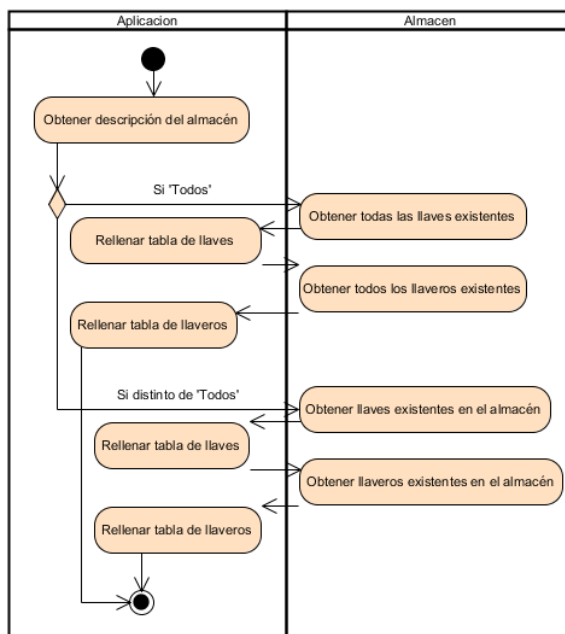 Aplicacion
Almacen
Obtener descripción del almacén
Si 'Todos'
Obtener todas las llaves existentes
Rellenar tabla de llaves
Obtener todos los llaveros existentes
Rellenar tabla de llaveros
Si distinto de 'Todos'
Obtener llaves existentes en el almacén
Rellenar tabla de llaves
Obtener llaveros existentes en el almacén
Rellenar tabla de llaveros